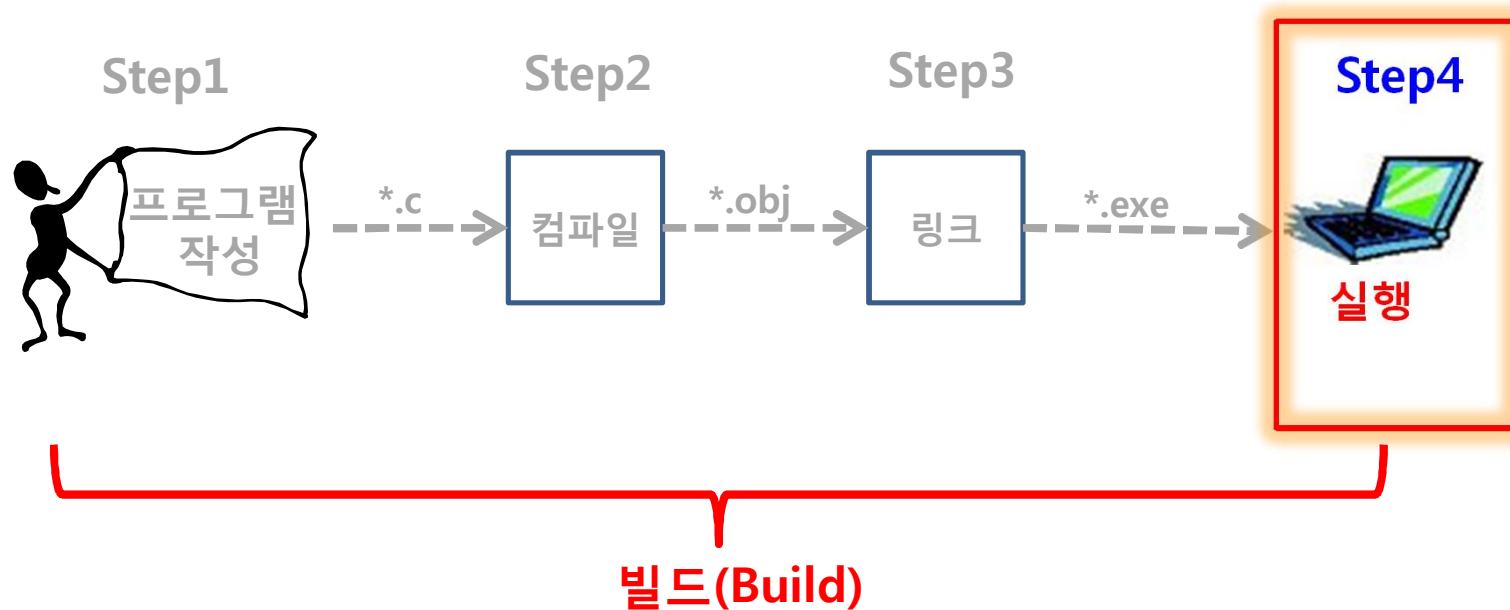 Step1
Step2
Step3
Step4
프로그램
작성
*.c
컴파일
*.obj
링크
*.exe
실행
빌드(Build)